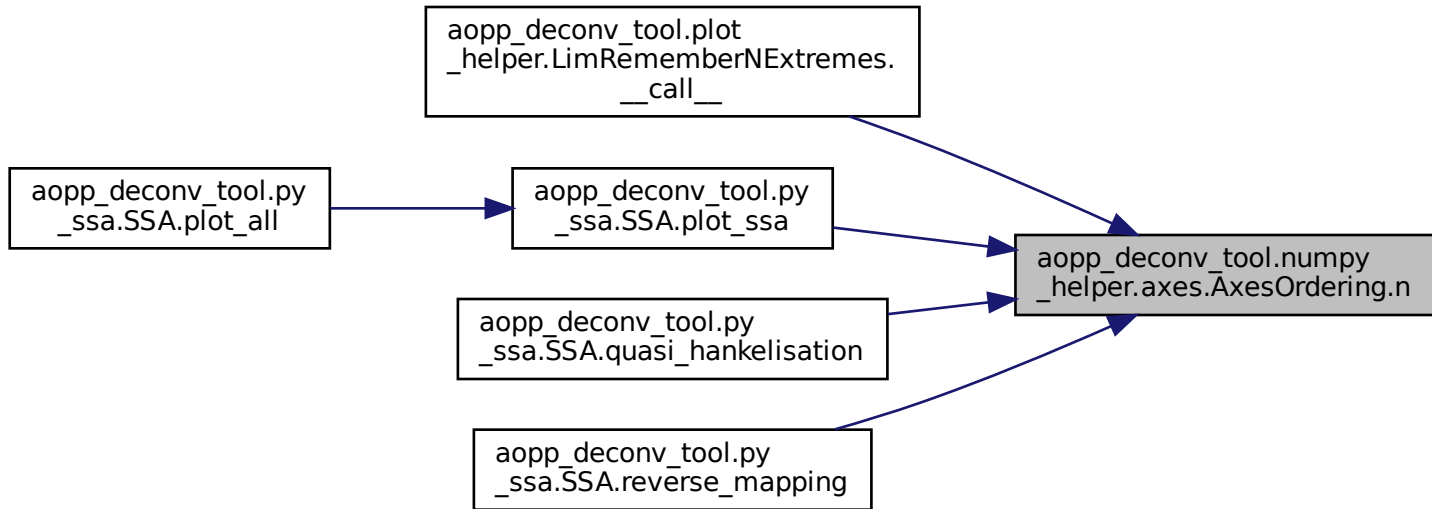 aopp_deconv_tool.plot
_helper.LimRememberNExtremes.
__call__
aopp_deconv_tool.py
_ssa.SSA.plot_all
aopp_deconv_tool.py
_ssa.SSA.plot_ssa
aopp_deconv_tool.numpy
_helper.axes.AxesOrdering.n
aopp_deconv_tool.py
_ssa.SSA.quasi_hankelisation
aopp_deconv_tool.py
_ssa.SSA.reverse_mapping